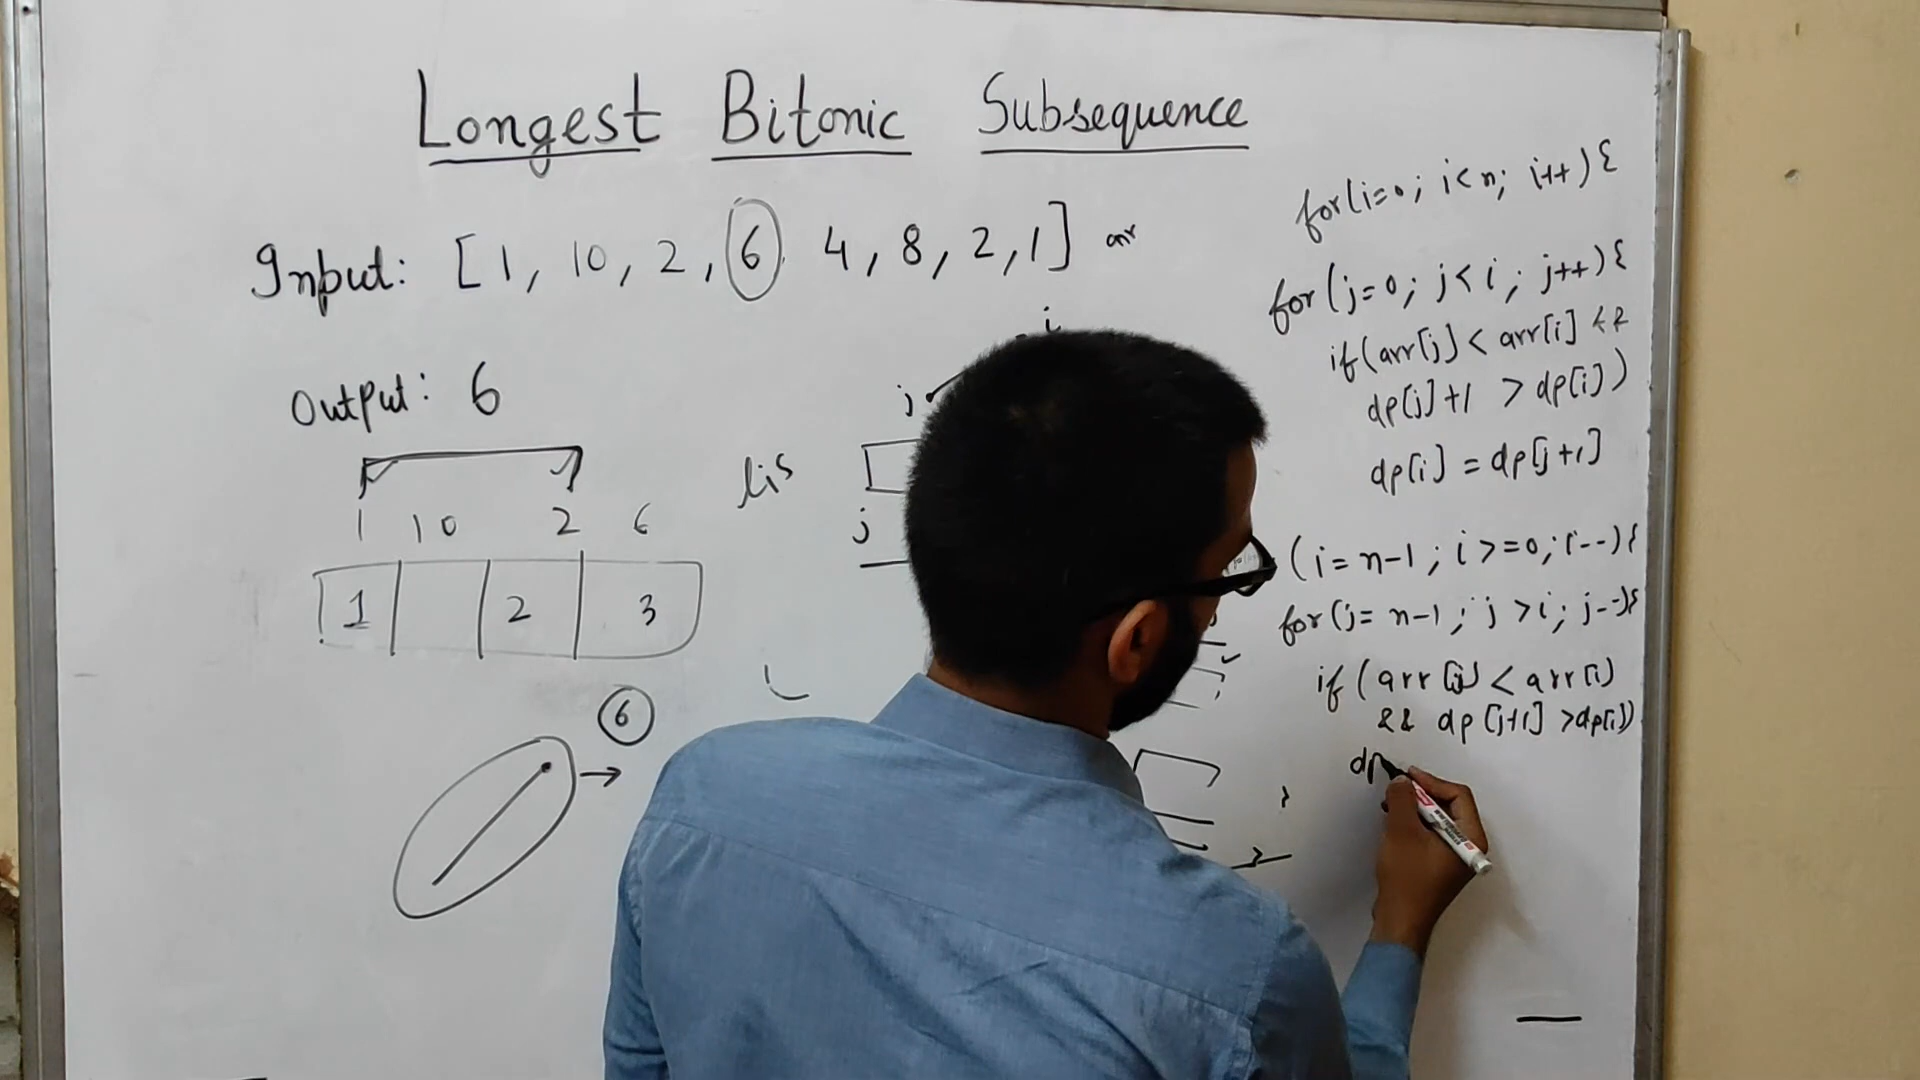 Longest Bitonic Subsequence
Input: [1, 10, 2, 6 4, 8, 2, 1] arr
Output: 6
1 10 2 6
1 2 3
6
lis
i
j
j
for(i=0; i<n; i++){
for(j=0; j<i; j++){
if(arr[j]<arr[i] &&
dp[j]+1 > dp[i])
dp[i] = dp[j+1]
(i=n-1; i>=0; i--){
for(j=n-1; j>i; j--){
if(arr[j]<arr[i]
&& dp[j+1]>dp[i])
dp